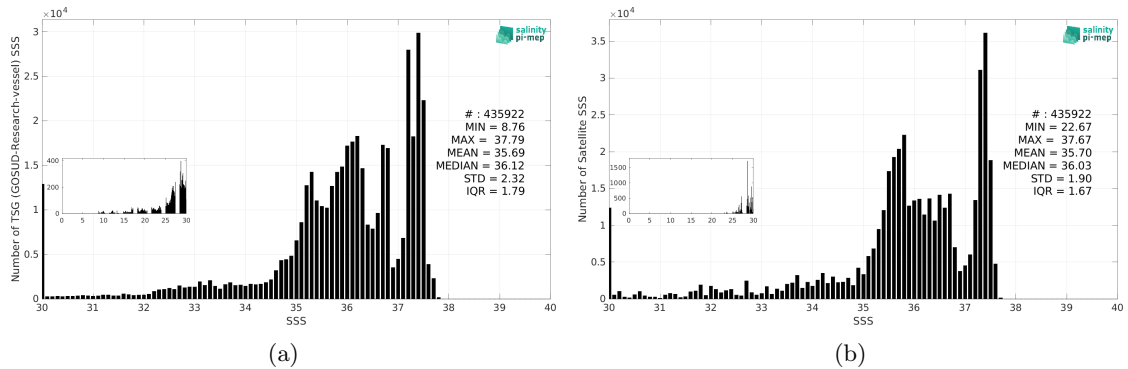 ×10^4
salinity
pi-mep
Number of TSG (GOSUD-Research-vessel) SSS
3
2.5
2
1.5
1
0.5
0
# : 435922
MIN = 8.76
MAX = 37.79
MEAN = 35.69
MEDIAN = 36.12
STD = 2.32
IQR = 1.79
400
200
0
0 5 10 15 20 25 30
30 31 32 33 34 35 36 37 38 39 40
SSS
(a)
×10^4
salinity
pi-mep
Number of Satellite SSS
3.5
3
2.5
2
1.5
1
0.5
0
# : 435922
MIN = 22.67
MAX = 37.67
MEAN = 35.70
MEDIAN = 36.03
STD = 1.90
IQR = 1.67
1500
1000
500
0
0 5 10 15 20 25 30
30 31 32 33 34 35 36 37 38 39 40
SSS
(b)